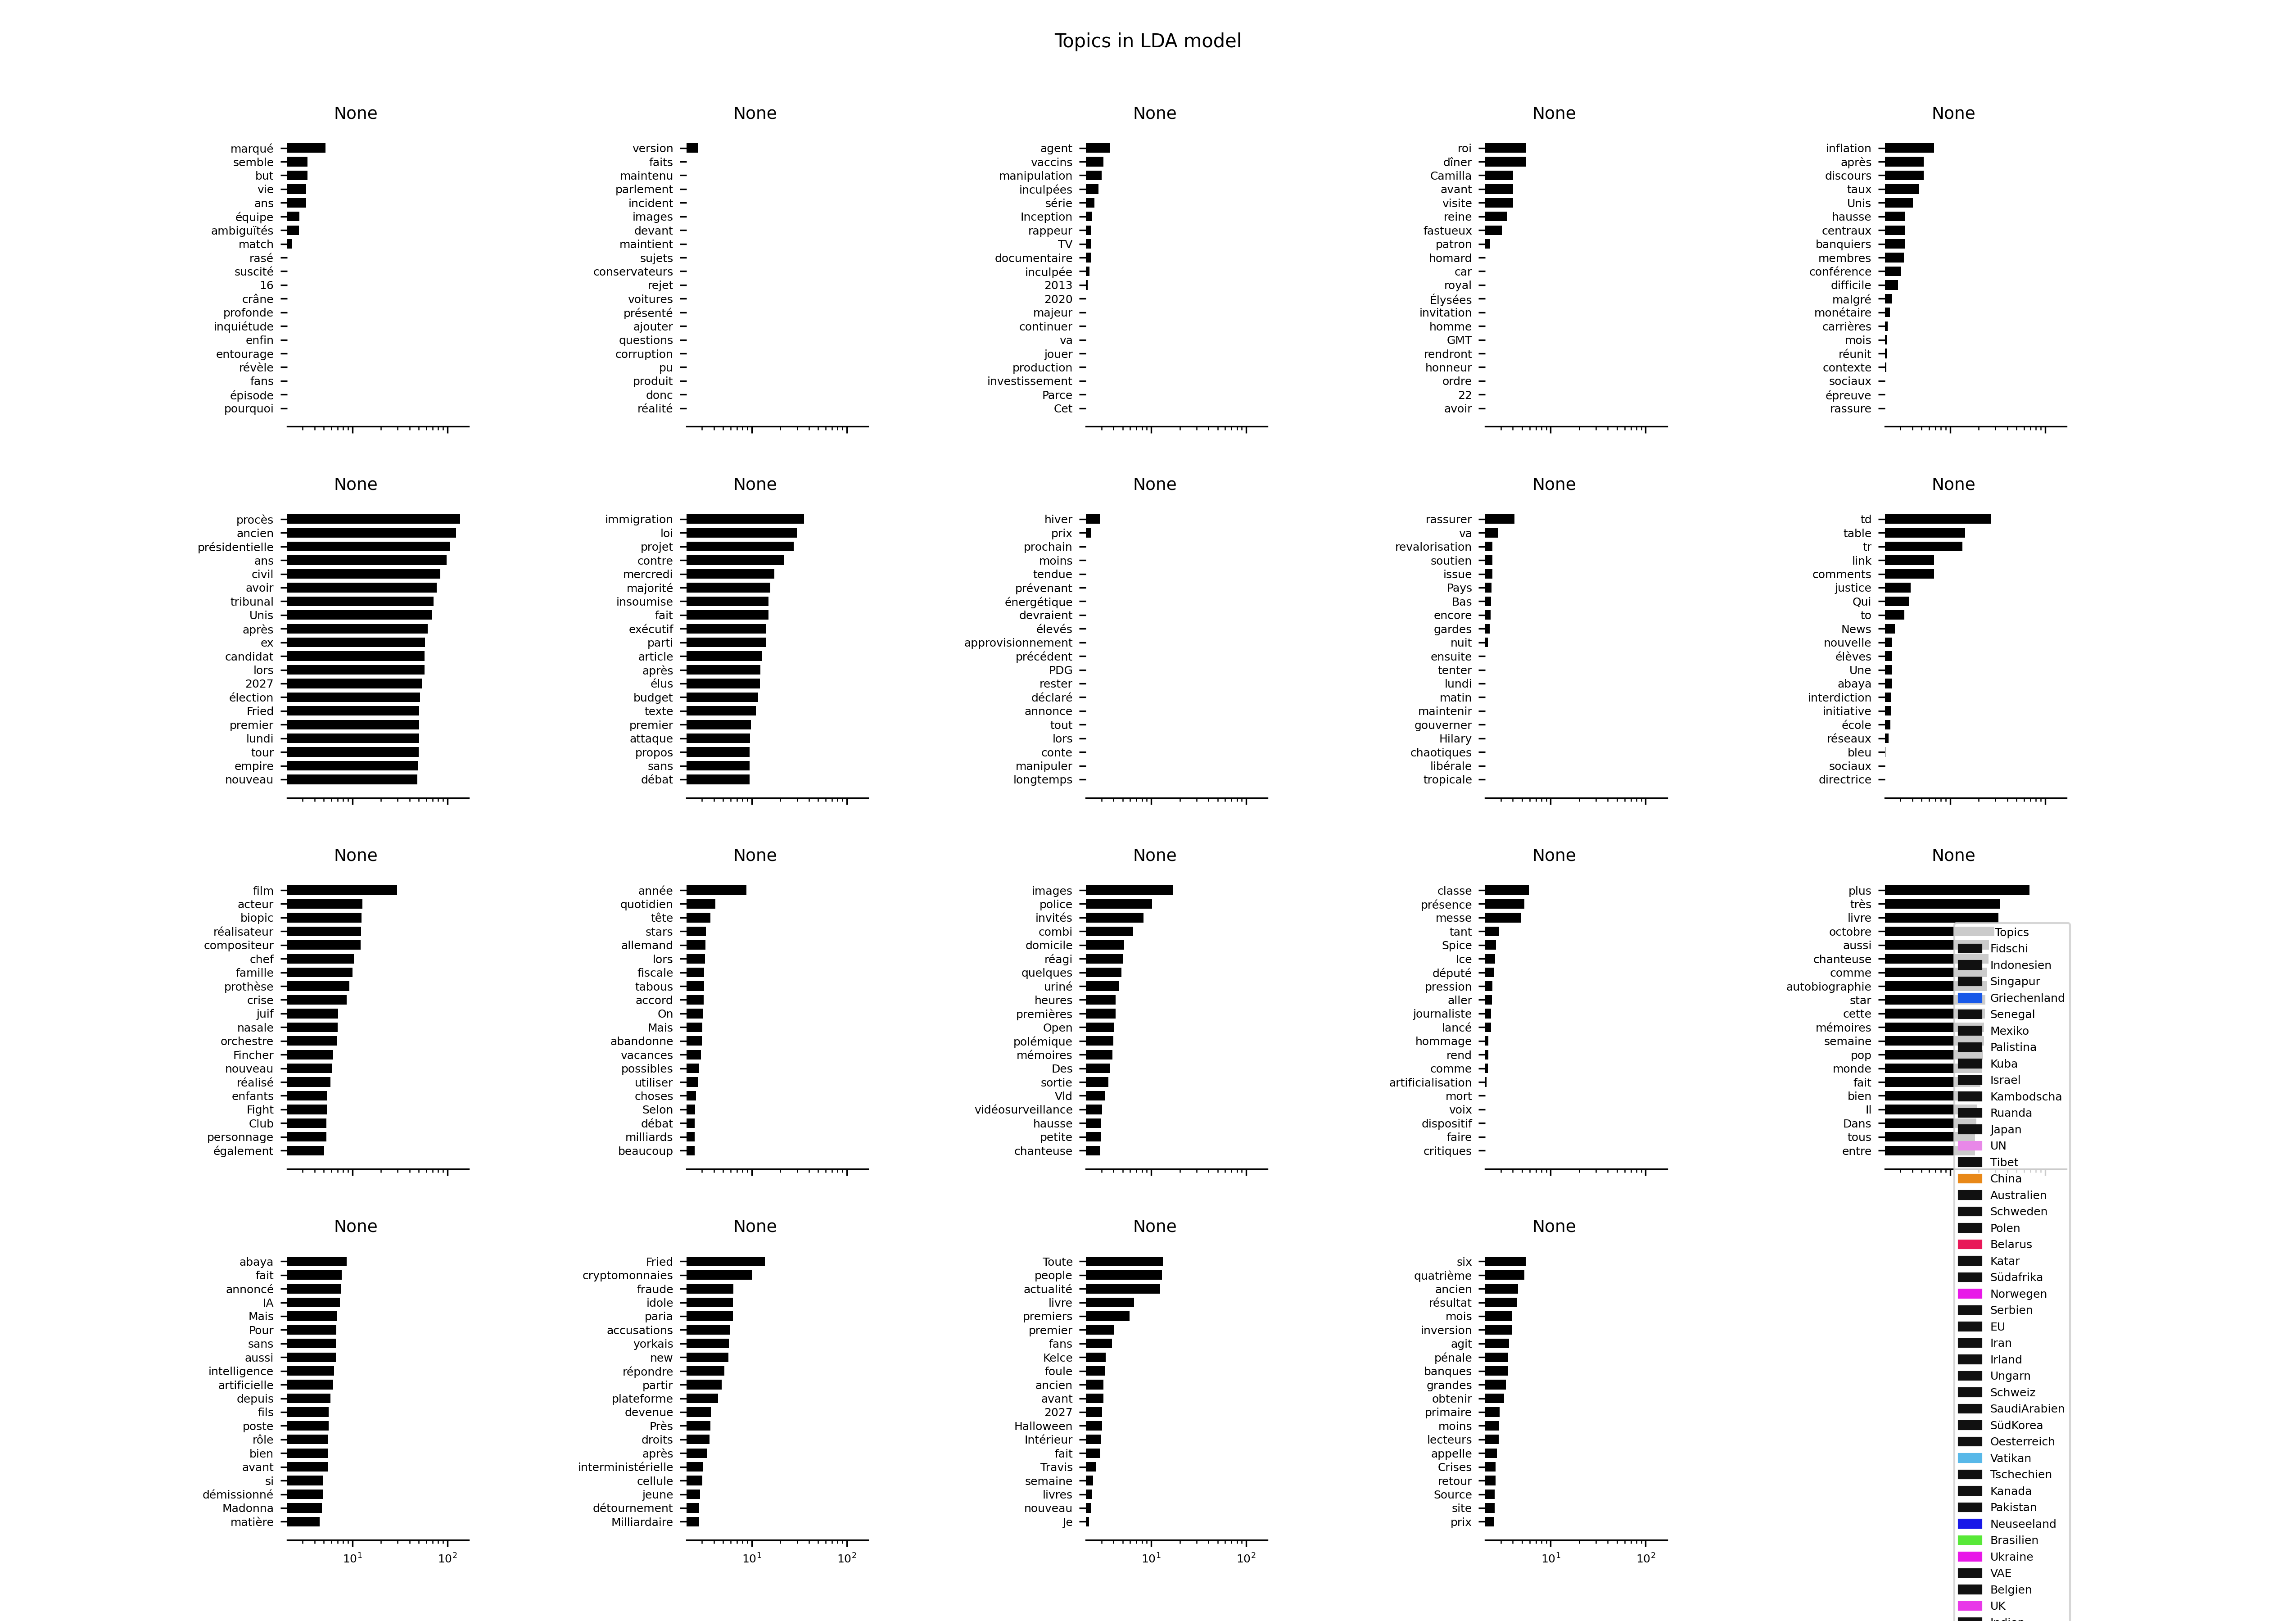 Topics in LDA model
None
marqué
semble
but
vie
ans
équipe
ambiguïtés
match
rasé
suscité
16
crâne
profonde
inquiétude
enfin
entourage
révèle
fans
épisode
pourquoi
None
version
faits
maintenu
parlement
incident
images
devant
maintient
sujets
conservateurs
rejet
voitures
présenté
ajouter
questions
corruption
pu
produit
donc
réalité
None
agent
vaccins
manipulation
inculpées
série
Inception
rappeur
TV
documentaire
inculpée
2013
2020
majeur
continuer
va
jouer
production
investissement
Parce
Cet
None
roi
dîner
Camilla
avant
visite
reine
fastueux
patron
homard
car
royal
Élysées
invitation
homme
GMT
rendront
honneur
ordre
22
avoir
None
inflation
après
discours
taux
Unis
hausse
centraux
banquiers
membres
conférence
difficile
malgré
monétaire
carrières
mois
réunit
contexte
sociaux
épreuve
rassure
None
procès
ancien
présidentielle
ans
civil
avoir
tribunal
Unis
après
ex
candidat
lors
2027
élection
Fried
premier
lundi
tour
empire
nouveau
None
immigration
loi
projet
contre
mercredi
majorité
insoumise
fait
exécutif
parti
article
après
élus
budget
texte
premier
attaque
propos
sans
débat
None
hiver
prix
prochain
moins
tendue
prévenant
énergétique
devraient
élevés
approvisionnement
précédent
PDG
rester
déclaré
annonce
tout
lors
conte
manipuler
longtemps
None
rassurer
va
revalorisation
soutien
issue
Pays
Bas
encore
gardes
nuit
ensuite
tenter
lundi
matin
maintenir
gouverner
Hilary
chaotiques
libérale
tropicale
None
td
table
tr
link
comments
justice
Qui
to
News
nouvelle
élèves
Une
abaya
interdiction
initiative
école
réseaux
bleu
sociaux
directrice
None
film
acteur
biopic
réalisateur
compositeur
chef
famille
prothèse
crise
juif
nasale
orchestre
Fincher
nouveau
réalisé
enfants
Fight
Club
personnage
également
None
année
quotidien
tête
stars
allemand
lors
fiscale
tabous
accord
On
Mais
abandonne
vacances
possibles
utiliser
choses
Selon
débat
milliards
beaucoup
None
images
police
invités
combi
domicile
réagi
quelques
uriné
heures
premières
Open
polémique
mémoires
Des
sortie
Vld
vidéosurveillance
hausse
petite
chanteuse
None
classe
présence
messe
tant
Spice
Ice
député
pression
aller
journaliste
lancé
hommage
rend
comme
artificialisation
mort
voix
dispositif
faire
critiques
None
plus
très
livre
octobre
aussi
chanteuse
comme
autobiographie
star
cette
mémoires
semaine
pop
monde
fait
bien
Il
Dans
tous
entre
None
abaya
fait
annoncé
IA
Mais
Pour
sans
aussi
intelligence
artificielle
depuis
fils
poste
rôle
bien
avant
si
démissionné
Madonna
matière
10¹ 10²
None
Fried
cryptomonnaies
fraude
idole
paria
accusations
yorkais
new
répondre
partir
plateforme
devenue
Près
droits
après
interministérielle
cellule
jeune
détournement
Milliardaire
10¹ 10²
None
Toute
people
actualité
livre
premiers
premier
fans
Kelce
foule
ancien
avant
2027
Halloween
Intérieur
fait
Travis
semaine
livres
nouveau
Je
10¹ 10²
None
six
quatrième
ancien
résultat
mois
inversion
agit
pénale
banques
grandes
obtenir
primaire
moins
lecteurs
appelle
Crises
retour
Source
site
prix
10¹ 10²
Topics
Fidschi
Indonesien
Singapur
Griechenland
Senegal
Mexiko
Palistina
Kuba
Israel
Kambodscha
Ruanda
Japan
UN
Tibet
China
Australien
Schweden
Polen
Belarus
Katar
Südafrika
Norwegen
Serbien
EU
Iran
Irland
Ungarn
Schweiz
SaudiArabien
SüdKorea
Oesterreich
Vatikan
Tschechien
Kanada
Pakistan
Neuseeland
Brasilien
Ukraine
VAE
Belgien
UK